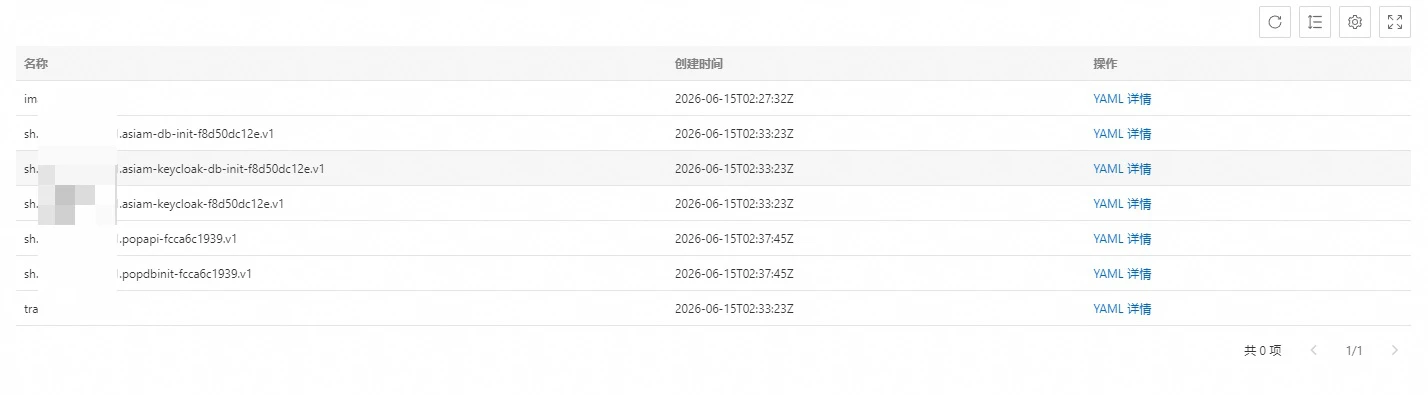 名称 创建时间 操作
im 2026-06-15T02:27:32Z YAML 详情
sh. .asiam-db-init-f8d50dc12e.v1 2026-06-15T02:33:23Z YAML 详情
sh. .asiam-keycloak-db-init-f8d50dc12e.v1 2026-06-15T02:33:23Z YAML 详情
sh. .asiam-keycloak-f8d50dc12e.v1 2026-06-15T02:33:23Z YAML 详情
sh. .popapi-fcca6c1939.v1 2026-06-15T02:37:45Z YAML 详情
sh. .popdbinit-fcca6c1939.v1 2026-06-15T02:37:45Z YAML 详情
tra 2026-06-15T02:33:23Z YAML 详情
共 0 项 1/1